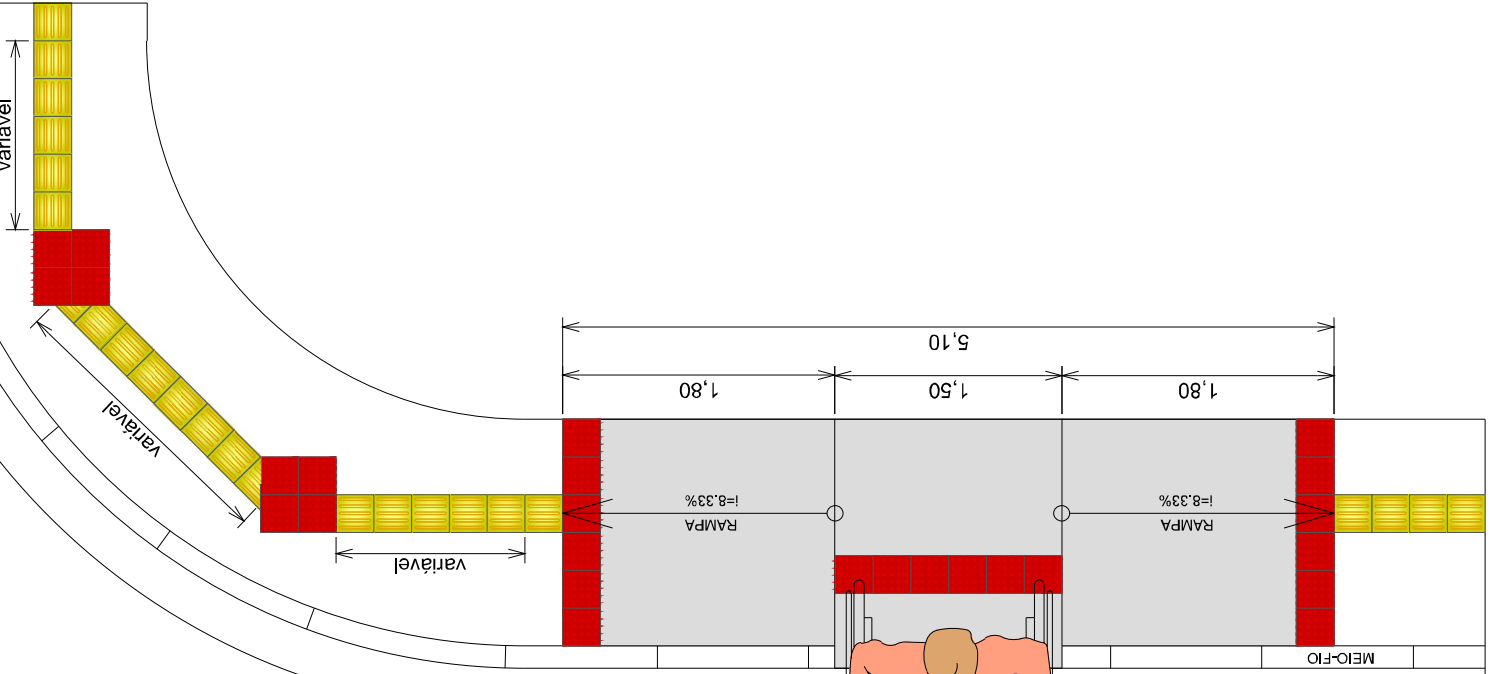 variável
variável
variável
5,10
1,80
1,50
1,80
i=8.33%
RAMPA
i=8.33%
RAMPA
MEIO-FIO